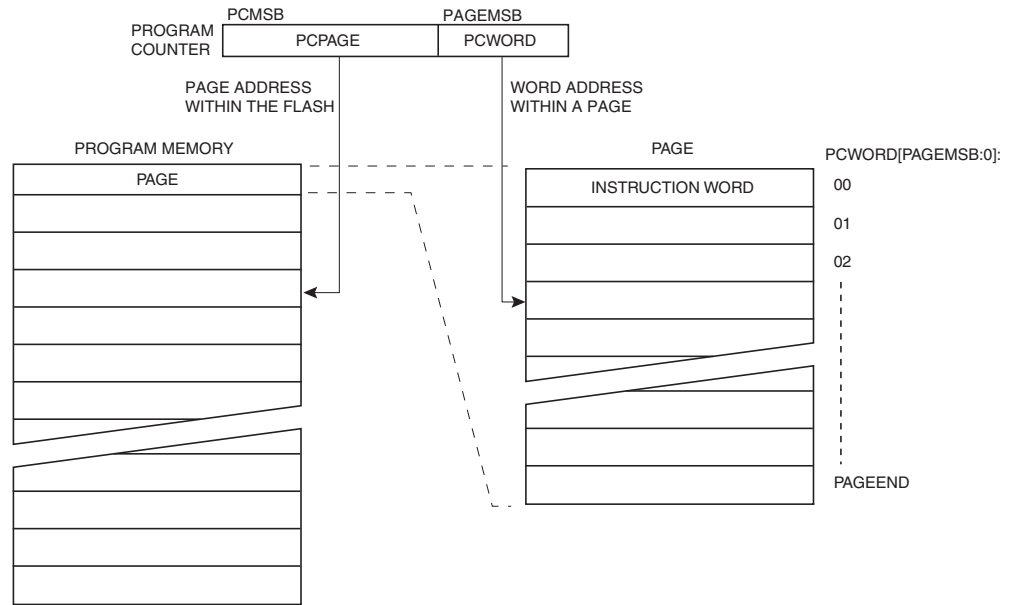 PCMSB
PAGEMSB
PROGRAM
COUNTER
PCPAGE
PCWORD
PAGE ADDRESS
WITHIN THE FLASH
WORD ADDRESS
WITHIN A PAGE
PROGRAM MEMORY
PAGE
PAGE
PCWORD[PAGEMSB:0]:
INSTRUCTION WORD
00
01
02
PAGEEND